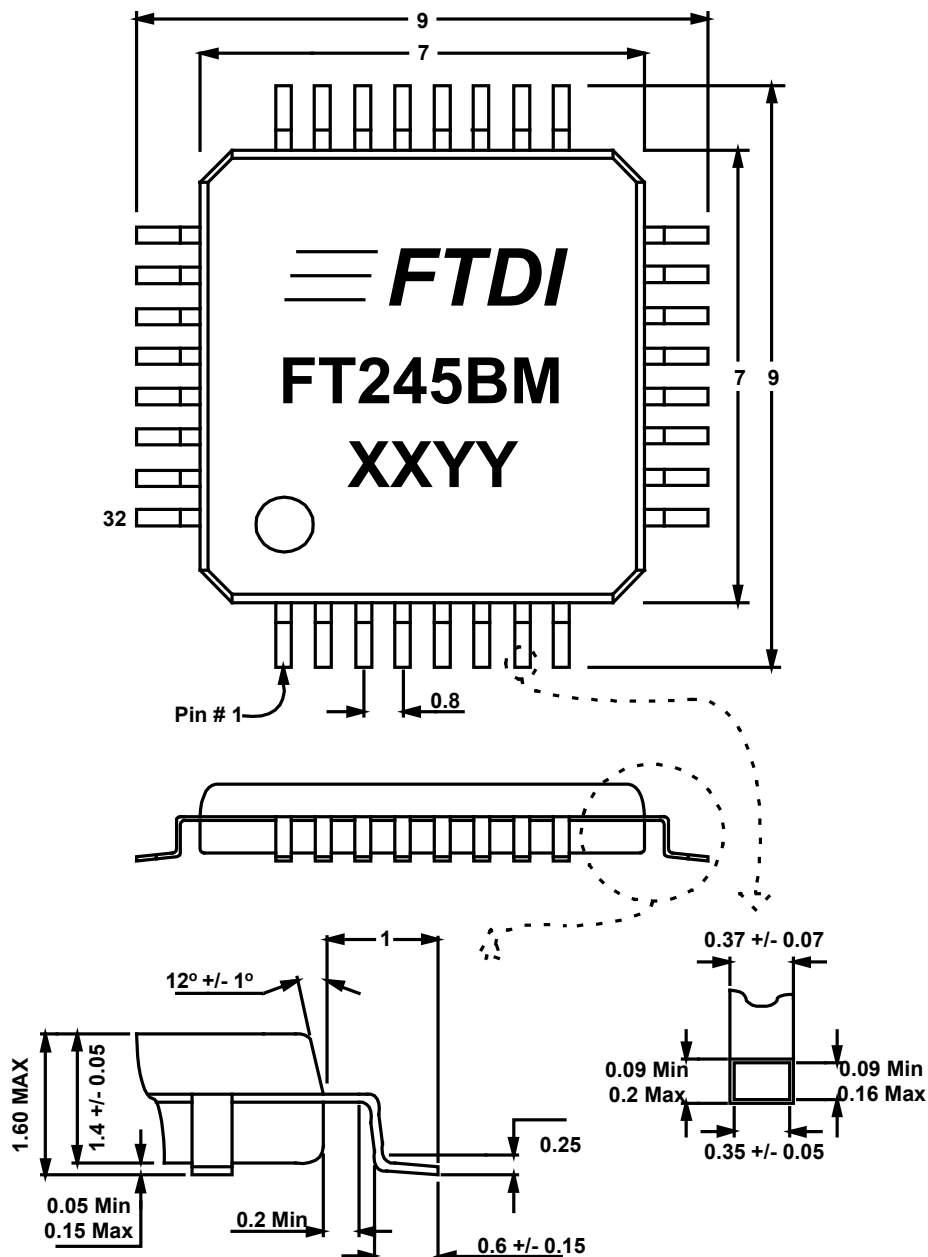 9
7
FTDI
FT245BM
XXYY
7
9
32
Pin # 1
0.8
1
12º +/- 1º
1.60 MAX
1.4 +/- 0.05
0.05 Min
0.15 Max
0.2 Min
0.6 +/- 0.15
0.25
0.37 +/- 0.07
0.09 Min
0.2 Max
0.09 Min
0.16 Max
0.35 +/- 0.05